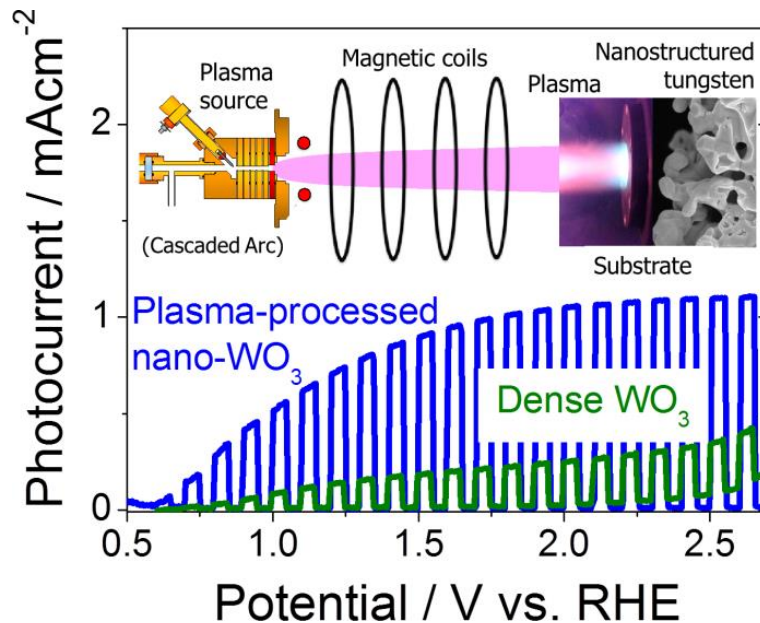 Photocurrent / mAcm⁻²
2
1
0
Plasma
source
(Cascaded Arc)
Magnetic coils
Plasma
Nanostructured
tungsten
Substrate
Plasma-processed
nano-WO₃
Dense WO₃
0.5 1.0 1.5 2.0 2.5
Potential / V vs. RHE